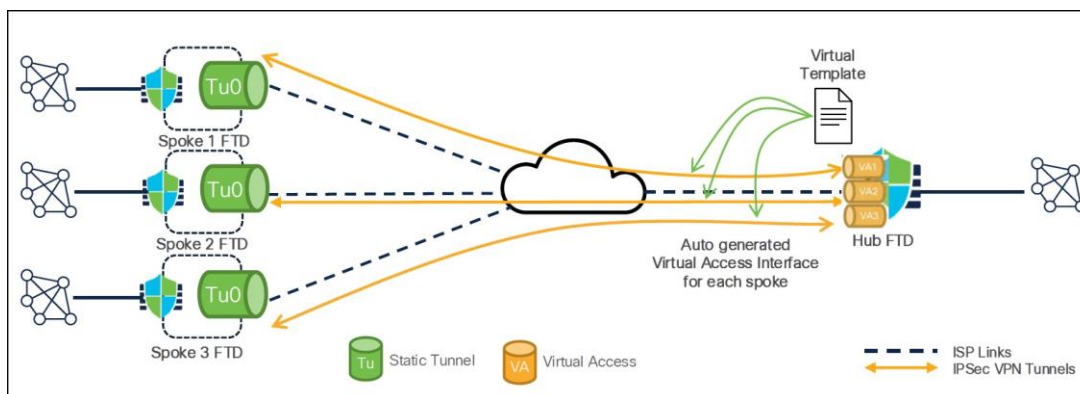 Virtual
Template
Tu0
Spoke 1 FTD
Tu0
Spoke 2 FTD
Tu0
Spoke 3 FTD
VA1
VA2
VA3
Hub FTD
Auto generated
Virtual Access Interface
for each spoke
Tu
Static Tunnel
VA
Virtual Access
ISP Links
IPSec VPN Tunnels